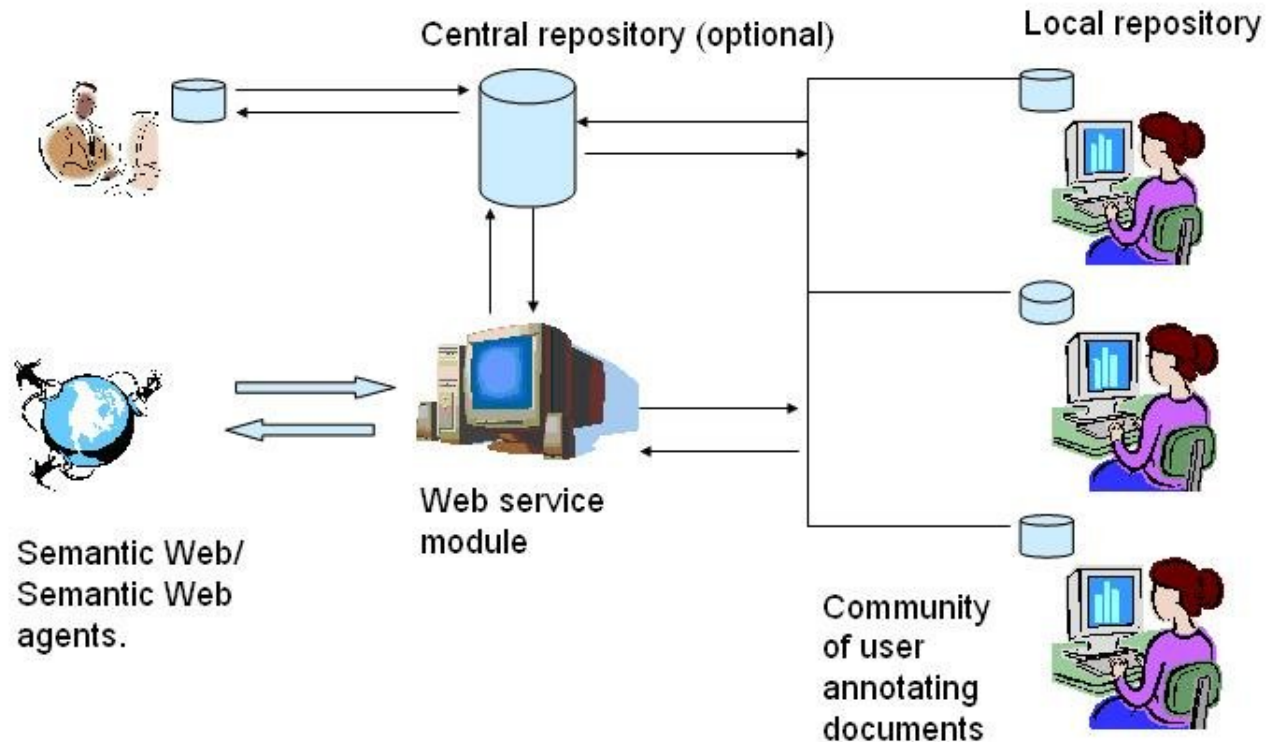 Central repository (optional)
Local repository
Web service
module
Semantic Web/
Semantic Web
agents.
Community
of user
annotating
documents